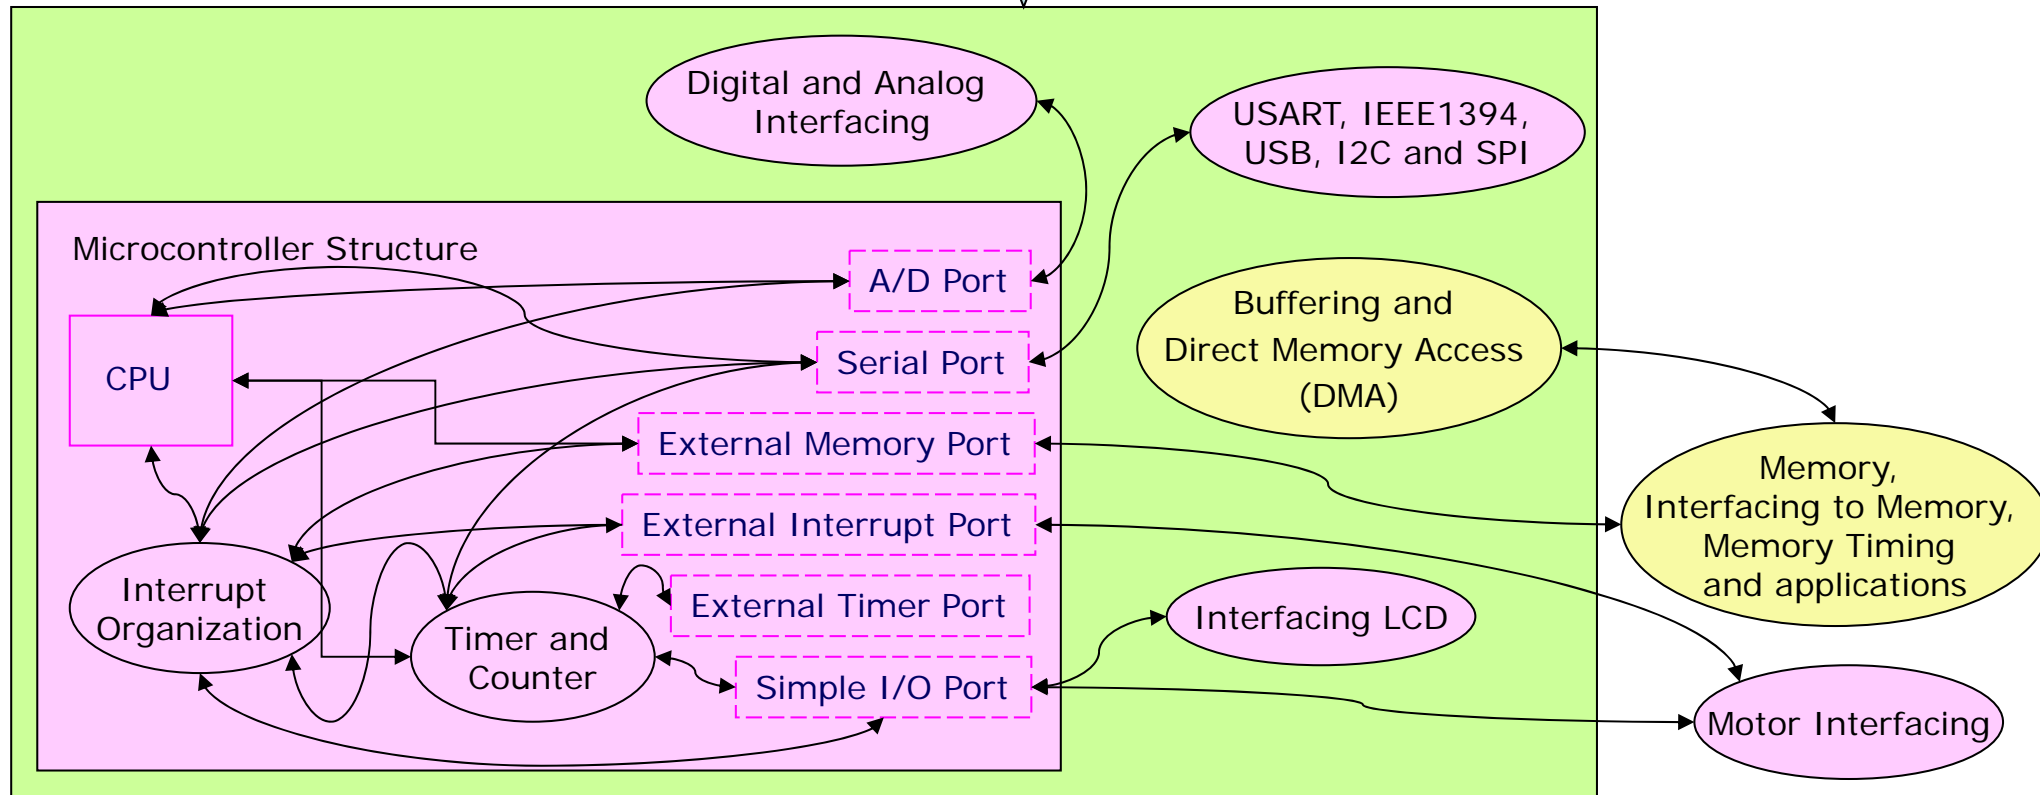 Digital and Analog
Interfacing
USART, IEEE1394,
USB, I2C and SPI
Microcontroller Structure
A/D Port
Buffering and
Direct Memory Access
(DMA)
Serial Port
CPU
External Memory Port
Memory,
Interfacing to Memory,
Memory Timing
and applications
External Interrupt Port
Interrupt
Organization
External Timer Port
Interfacing LCD
Timer and
Counter
Simple I/O Port
Motor Interfacing